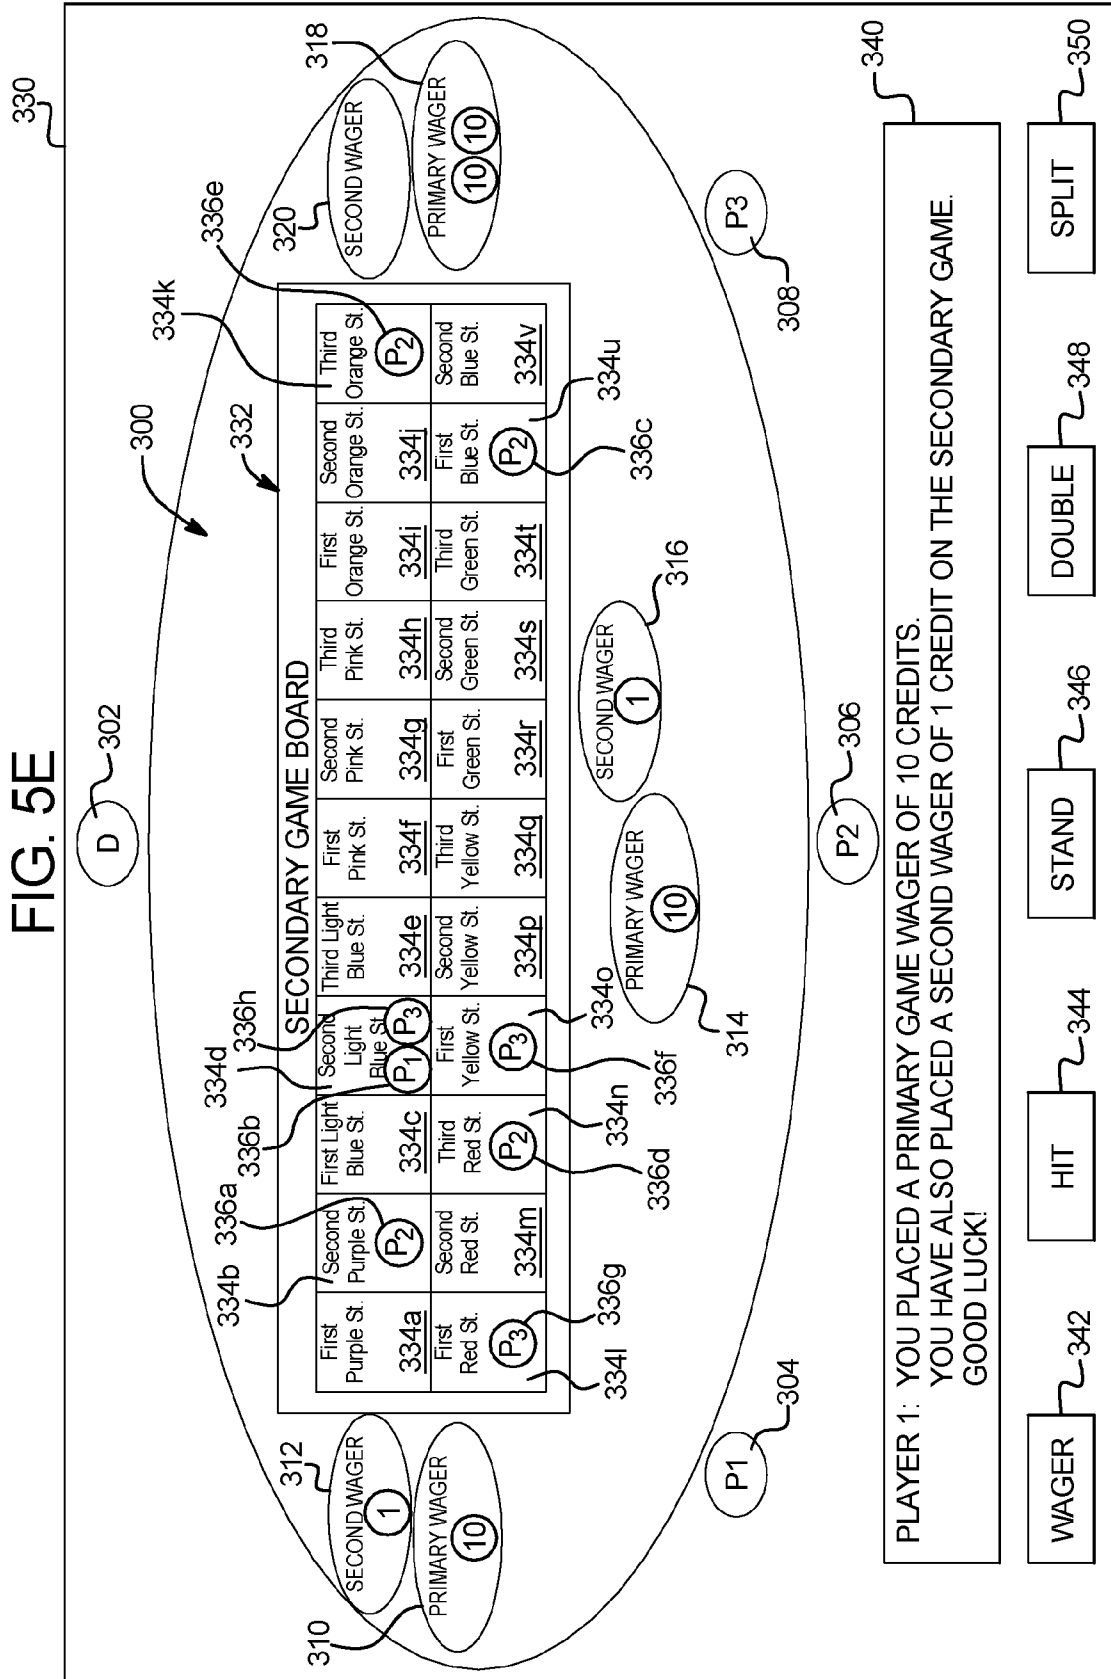 FIG. 5E
330
D
302
300
332
SECONDARY GAME BOARD
334b
336a
336b
334d
336h
334k
336e
First
Purple St.
334a
Second
Purple St.
P2
First Light
Blue St.
334c
Second
Light
Blue St.
P1
P3
Third Light
Blue St.
334e
First
Pink St.
334f
Second
Pink St.
334g
Third
Pink St.
334h
First
Orange St.
334i
Second
Orange St.
334j
Third
Orange St.
P2
First
Red St.
P3
Second
Red St.
334m
Third
Red St.
P2
First
Yellow St.
P3
Second
Yellow St.
334p
Third
Yellow St.
334q
First
Green St.
334r
Second
Green St.
334s
Third
Green St.
334t
First
Blue St.
P2
Second
Blue St.
334v
334l
336g
336d
334n
336f
334o
336c
334u
312
SECOND WAGER
1
PRIMARY WAGER
10
310
PRIMARY WAGER
10
314
SECOND WAGER
1
316
320
SECOND WAGER
318
PRIMARY WAGER
10 10
P1
304
P2
306
P3
308
340
PLAYER 1: YOU PLACED A PRIMARY GAME WAGER OF 10 CREDITS.
YOU HAVE ALSO PLACED A SECOND WAGER OF 1 CREDIT ON THE SECONDARY GAME.
GOOD LUCK!
WAGER
342
HIT
344
STAND
346
DOUBLE
348
SPLIT
350